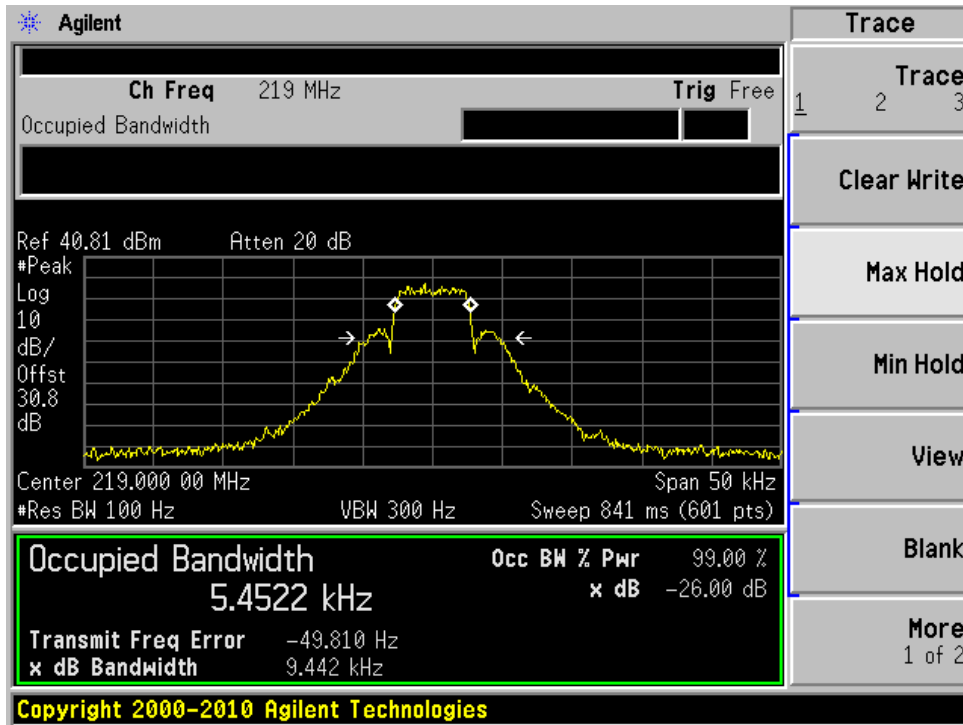 Agilent
Trace
Ch Freq 219 MHz Trig Free
Occupied Bandwidth
Trace
1 2 3
Clear Write
Max Hold
Min Hold
View
Blank
More
1 of 2
Ref 40.81 dBm Atten 20 dB
#Peak
Log
10
dB/
Offst
30.8
dB
Center 219.000 00 MHz Span 50 kHz
#Res BW 100 Hz VBW 300 Hz Sweep 841 ms (601 pts)
Occupied Bandwidth
5.4522 kHz
Occ BW % Pwr 99.00 %
x dB -26.00 dB
Transmit Freq Error -49.810 Hz
x dB Bandwidth 9.442 kHz
Copyright 2000-2010 Agilent Technologies